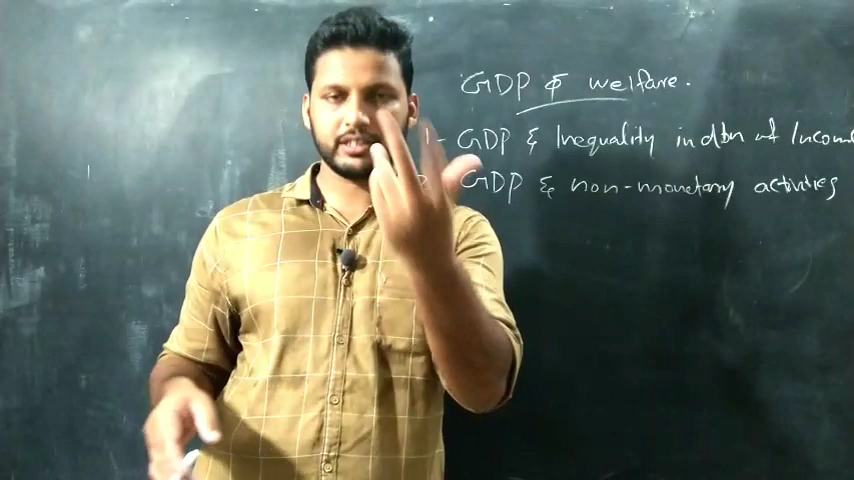 GDP & welfare.
1- GDP & Inequality in dbn of Income
GDP & non-monetary activities